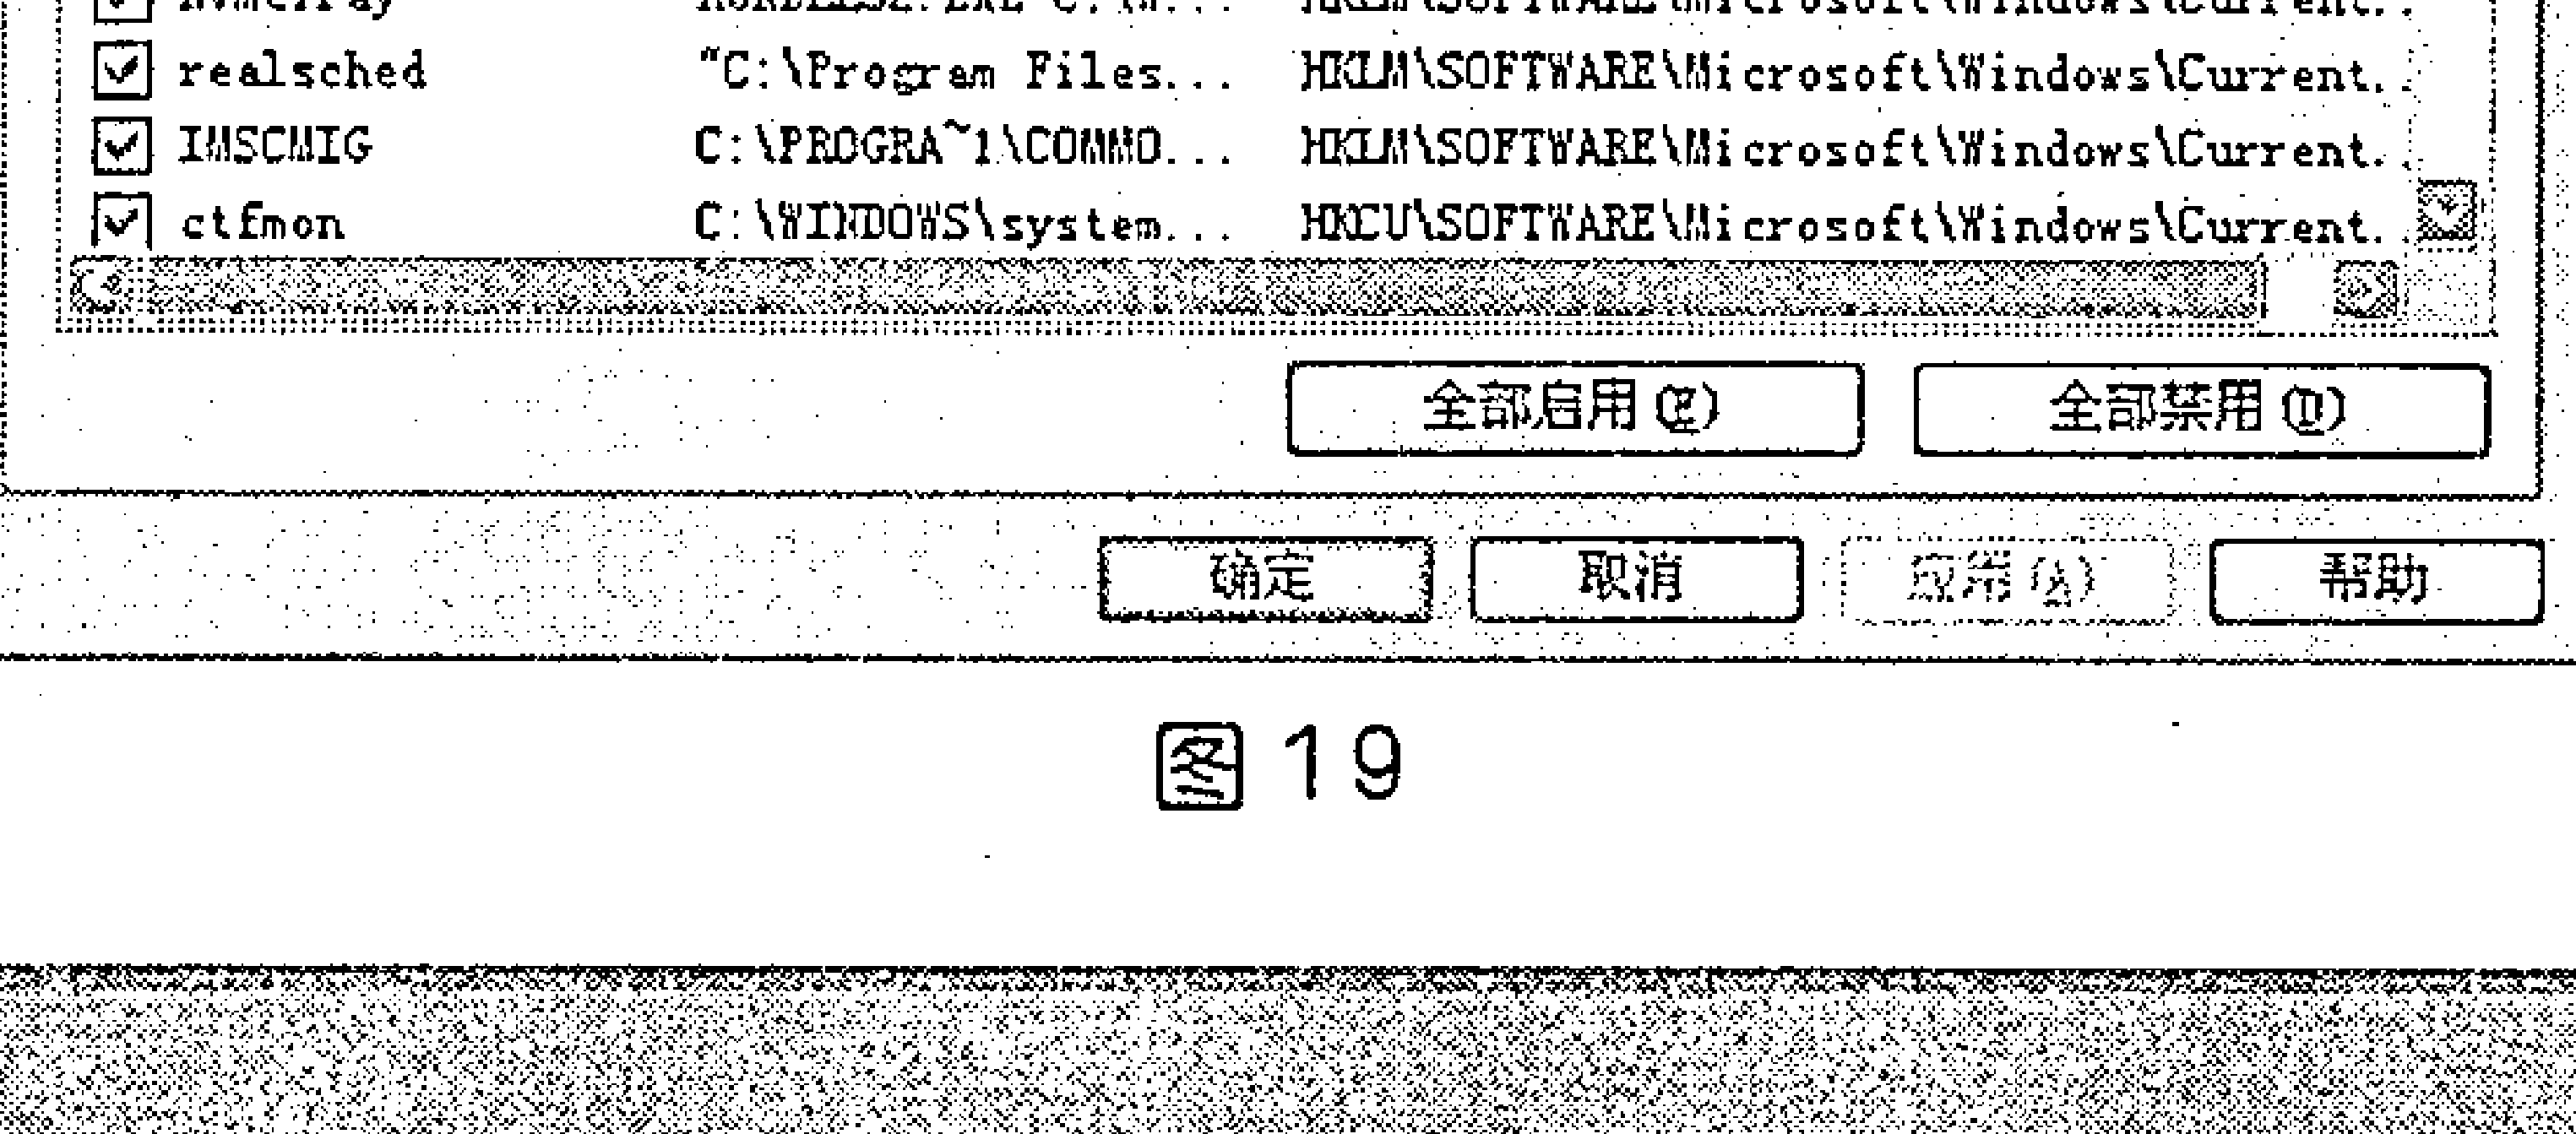 realsched "C:\Program Files... HKLM\SOFTWARE\Microsoft\Windows\Current..
IMSCMIG C:\PROGRA~1\COMMO... HKLM\SOFTWARE\Microsoft\Windows\Current..
ctfmon C:\WINDOWS\system... HKCU\SOFTWARE\Microsoft\Windows\Current..
全部启用(E) 全部禁用(D)
确定 取消 应用(A) 帮助
图 19